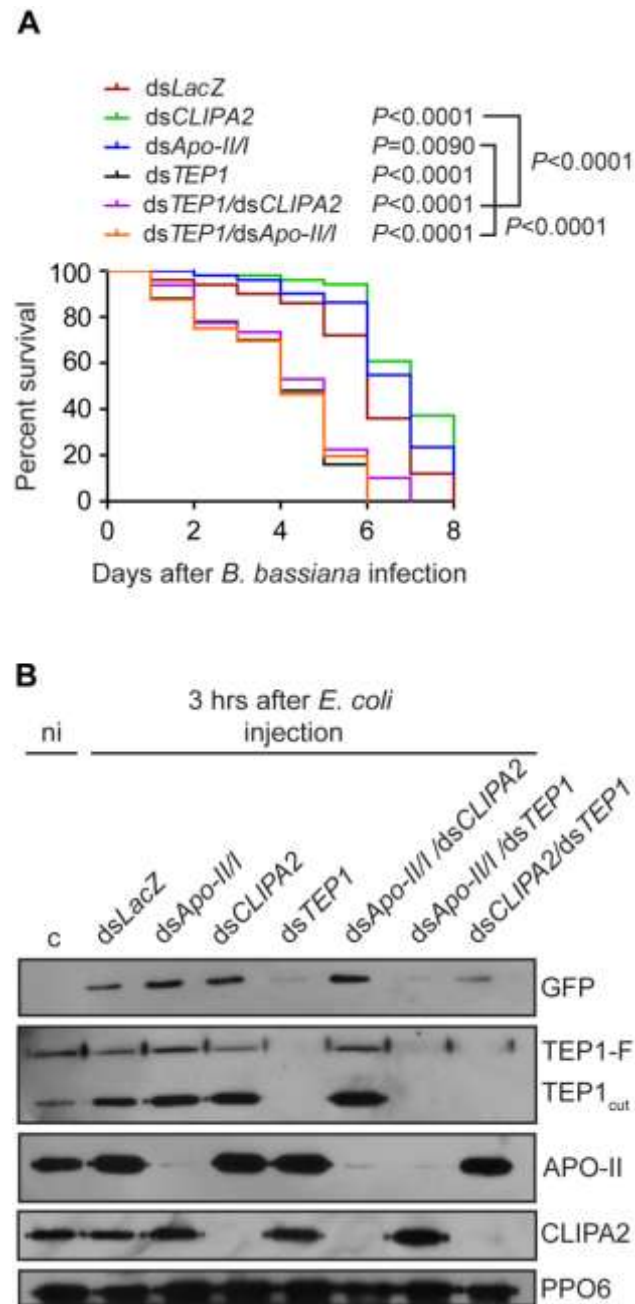 A
dsLacZ
dsCLIPA2 P<0.0001
dsApo-II/I P=0.0090
P<0.0001
dsTEP1 P<0.0001
dsTEP1/dsCLIPA2 P<0.0001
P<0.0001
dsTEP1/dsApo-II/I P<0.0001
100
80
60
40
20
0
Percent survival
0 2 4 6 8
Days after B. bassiana infection
B
3 hrs after E. coli
ni injection
c dsLacZ dsApo-II/I dsCLIPA2 dsTEP1 dsApo-II/I /dsCLIPA2 dsApo-II/I /dsTEP1 dsCLIPA2/dsTEP1
GFP
TEP1-F
TEP1cut
APO-II
CLIPA2
PPO6